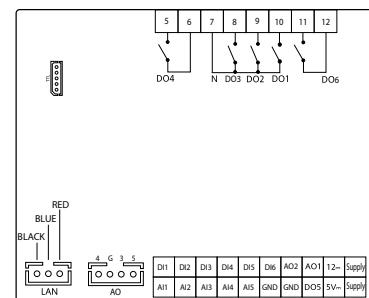 5 6 7 8 9 10 11 12
DO4 N DO3 DO2 DO1 DO6
RED
BLUE
BLACK
4 G 3 5
LAN
AO
DI1 DI2 DI3 DI4 DI5 DI6 AO2 AO1 12⎓ Supply
AI1 AI2 AI3 AI4 AI5 GND GND DO5 5V⎓ Supply